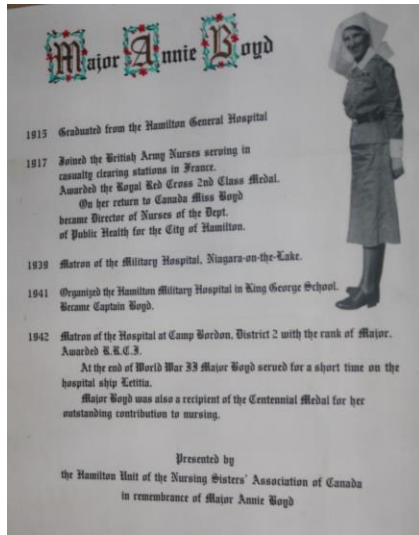 Major Annie Boyd
1915 Graduated from the Hamilton General Hospital
1917 Joined the British Army Nurses serving in
casualty clearing stations in France.
Awarded the Royal Red Cross 2nd Class Medal.
On her return to Canada Miss Boyd
became Director of Nurses of the Dept.
of Public Health for the City of Hamilton.
1939 Matron of the Military Hospital, Niagara-on-the-Lake.
1941 Organized the Hamilton Military Hospital in King George School.
Became Captain Boyd.
1942 Matron of the Hospital at Camp Bordon, District 2 with the rank of Major.
Awarded R.R.C.I.
At the end of World War II Major Boyd served for a short time on the
hospital ship Letitia.
Major Boyd was also a recipient of the Centennial Medal for her
outstanding contribution to nursing.
Presented by
the Hamilton Unit of the Nursing Sisters' Association of Canada
in remembrance of Major Annie Boyd